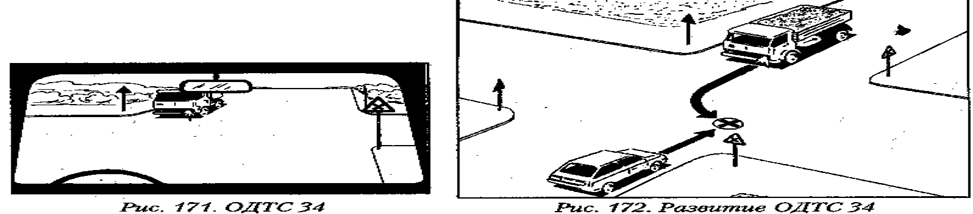 Рис. 171. ОДТС 34
Рис. 172. Развитие ОДТС 34